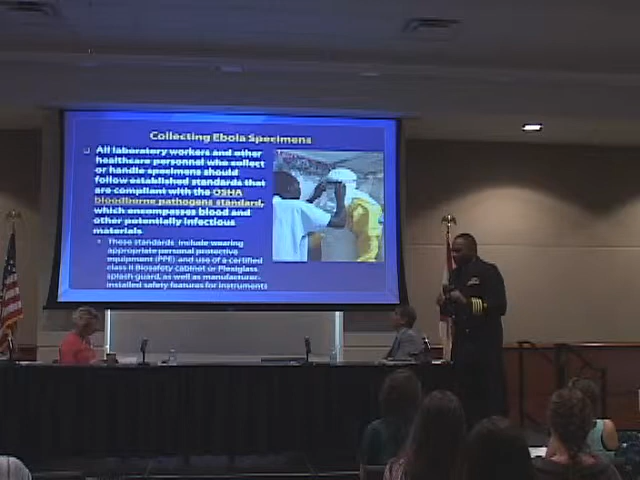 Collecting Ebola Specimens
All laboratory workers and other
healthcare personnel who collect
or handle specimens should
follow established standards that
are compliant with the OSHA
bloodborne pathogens standard,
which encompasses blood and
other potentially infectious
materials
These standards include wearing
appropriate personal protective
equipment (PPE) and use of a certified
class II Biosafety cabinet or Plexiglass
splash guard, as well as manufacturer-
installed safety features for instruments